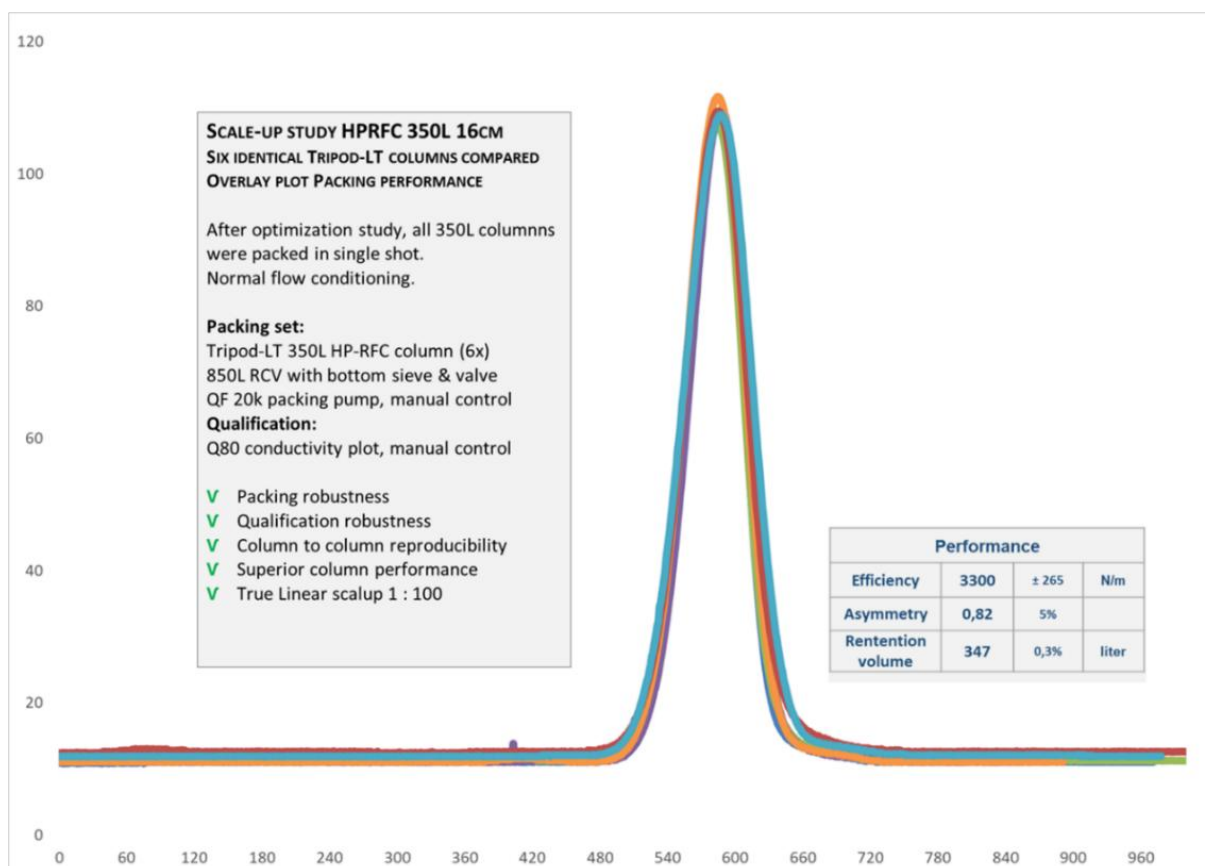 120
100
80
60
40
20
0
SCALE-UP STUDY HPRFC 350L 16CM
SIX IDENTICAL TRIPOD-LT COLUMNS COMPARED
OVERLAY PLOT PACKING PERFORMANCE
After optimization study, all 350L columnns
were packed in single shot.
Normal flow conditioning.
Packing set:
Tripod-LT 350L HP-RFC column (6x)
850L RCV with bottom sieve & valve
QF 20k packing pump, manual control
Qualification:
Q80 conductivity plot, manual control
V Packing robustness
V Qualification robustness
V Column to column reproducibility
V Superior column performance
V True Linear scalup 1 : 100
Performance
Efficiency 3300 ± 265 N/m
Asymmetry 0,82 5%
Rentention
volume 347 0,3% liter
0 60 120 180 240 300 360 420 480 540 600 660 720 780 840 900 960